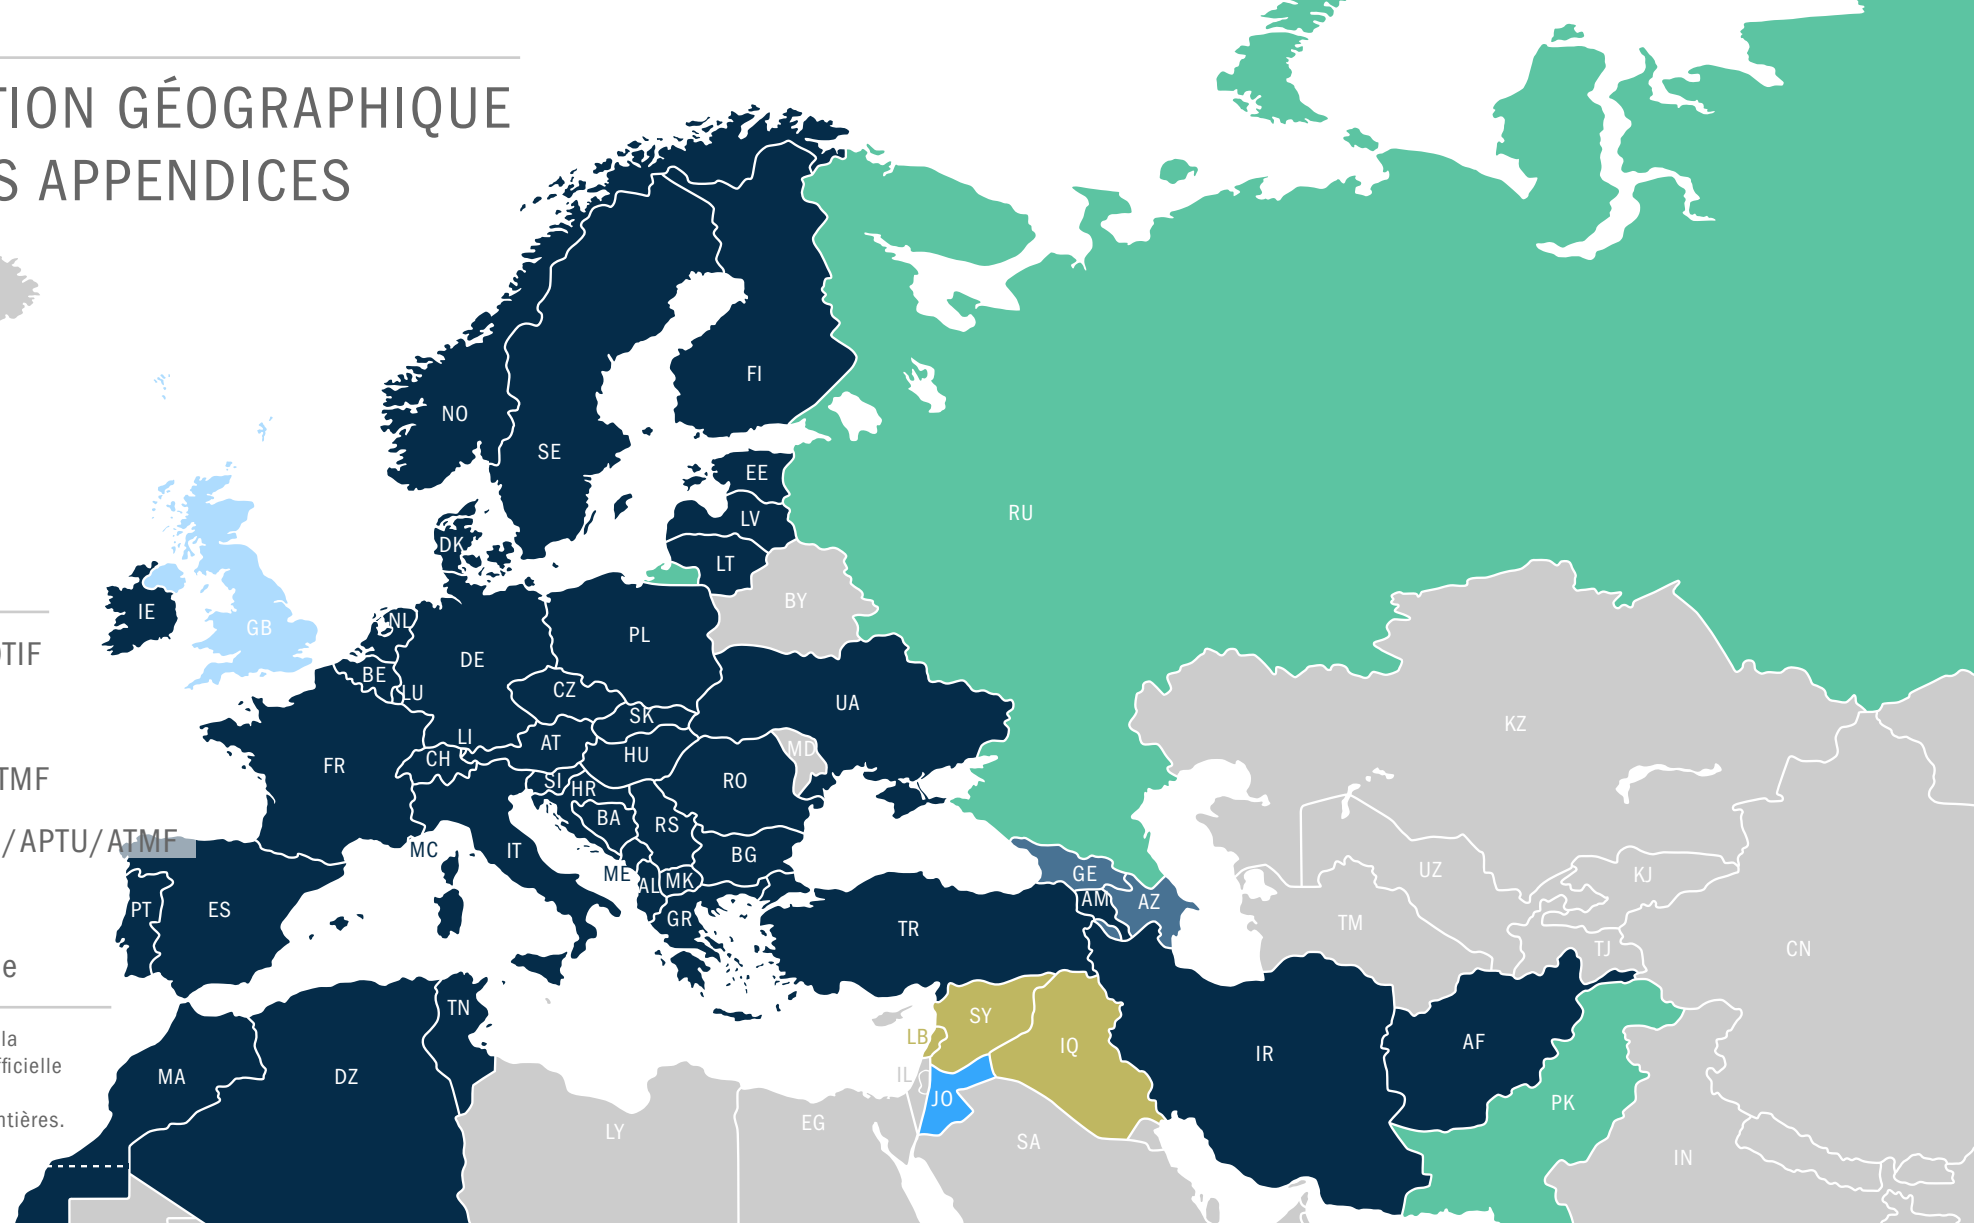 TION GÉOGRAPHIQUE
S APPENDICES
OTIF
TMF
/APTU/ATMF
e
la
fficielle
ntières.
NO
SE
FI
EE
LV
LT
DK
RU
IE
GB
NL
BE
LU
DE
PL
BY
CZ
SK
UA
LI
CH
AT
HU
MD
FR
SI
HR
RO
KZ
BA
RS
MC
IT
BG
ME
AL
MK
GE
AM
AZ
UZ
KJ
PT
ES
GR
TR
TM
TJ
CN
TN
SY
LB
IQ
IR
AF
MA
DZ
IL
JO
PK
LY
EG
SA
IN